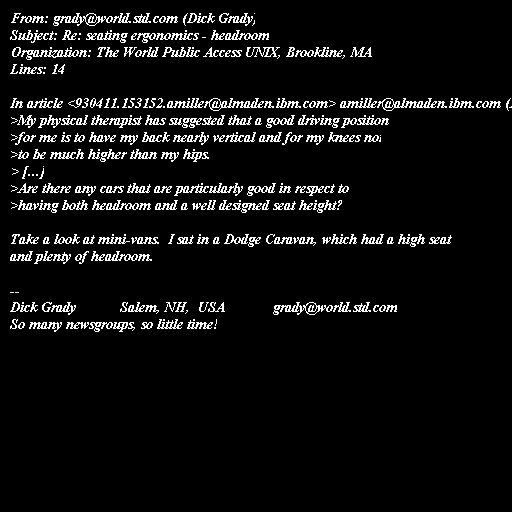 From: grady@world.std.com (Dick Grady)
Subject: Re: seating ergonomics - headroom
Organization: The World Public Access UNIX, Brookline, MA
Lines: 14

In article <930411.153152.amiller@almaden.ibm.com> amiller@almaden.ibm.com (
>My physical therapist has suggested that a good driving position
>for me is to have my back nearly vertical and for my knees not
>to be much higher than my hips.
> [...]
>Are there any cars that are particularly good in respect to
>having both headroom and a well designed seat height?

Take a look at mini-vans.  I sat in a Dodge Caravan, which had a high seat
and plenty of headroom.

--
Dick Grady           Salem, NH,  USA            grady@world.std.com
So many newsgroups, so little time!